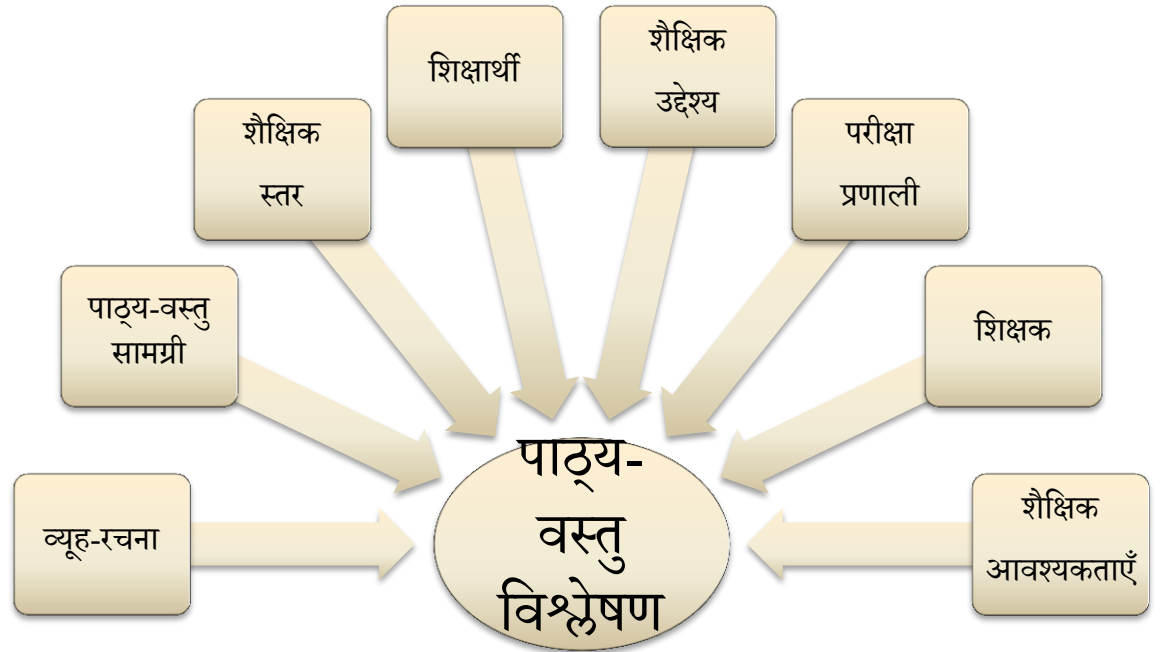 शिक्षार्थी
शैक्षिक
उद्देश्य
शैक्षिक
स्तर
परीक्षा
प्रणाली
पाठ्य-वस्तु
सामग्री
शिक्षक
व्यूह-रचना
पाठ्य-
वस्तु
विश्लेषण
शैक्षिक
आवश्यकताएँ